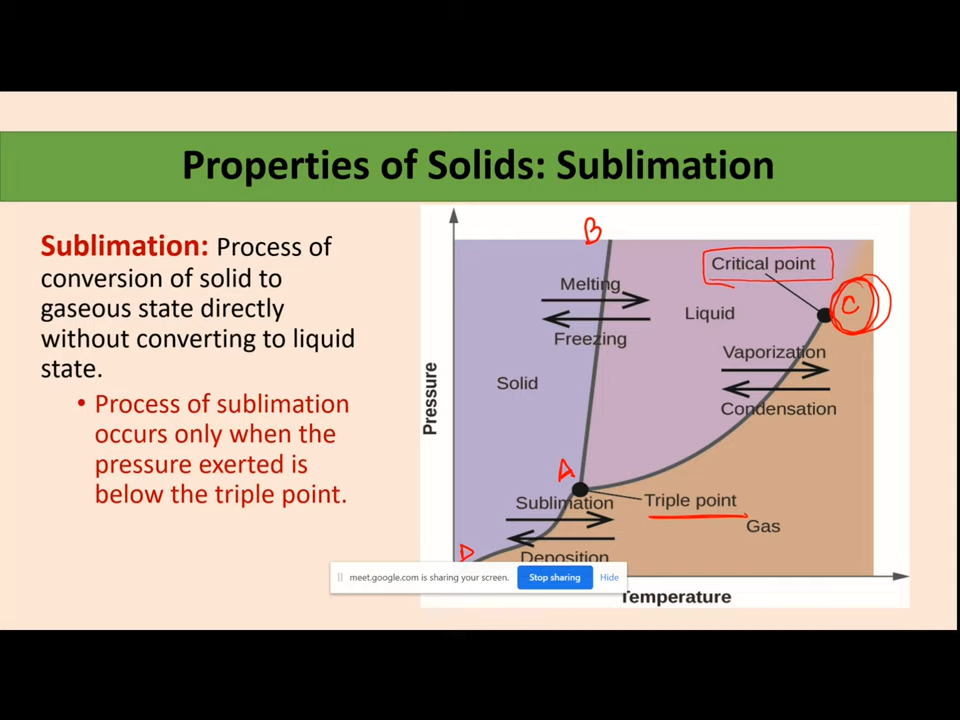 Properties of Solids: Sublimation
Sublimation: Process of
conversion of solid to
gaseous state directly
without converting to liquid
state.
• Process of sublimation
occurs only when the
pressure exerted is
below the triple point.
B
Critical point
Melting
C
Liquid
Freezing
Vaporization
Solid
Condensation
Pressure
A
Sublimation
Triple point
Gas
D
Deposition
meet.google.com is sharing your screen.
Stop sharing
Hide
Temperature